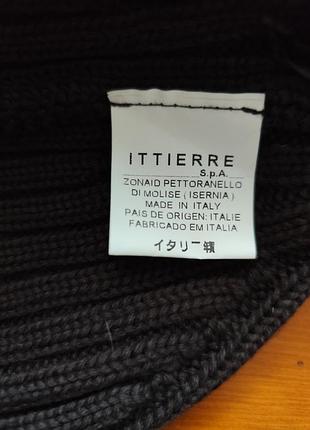 ITTIERRE
S.p.A.
ZONAID PETTORANELLO
DI MOLISE ( ISERNIA )
MADE IN ITALY
PAIS DE ORIGEN: ITALIE
FABRICADO EM ITALIA
イタリー